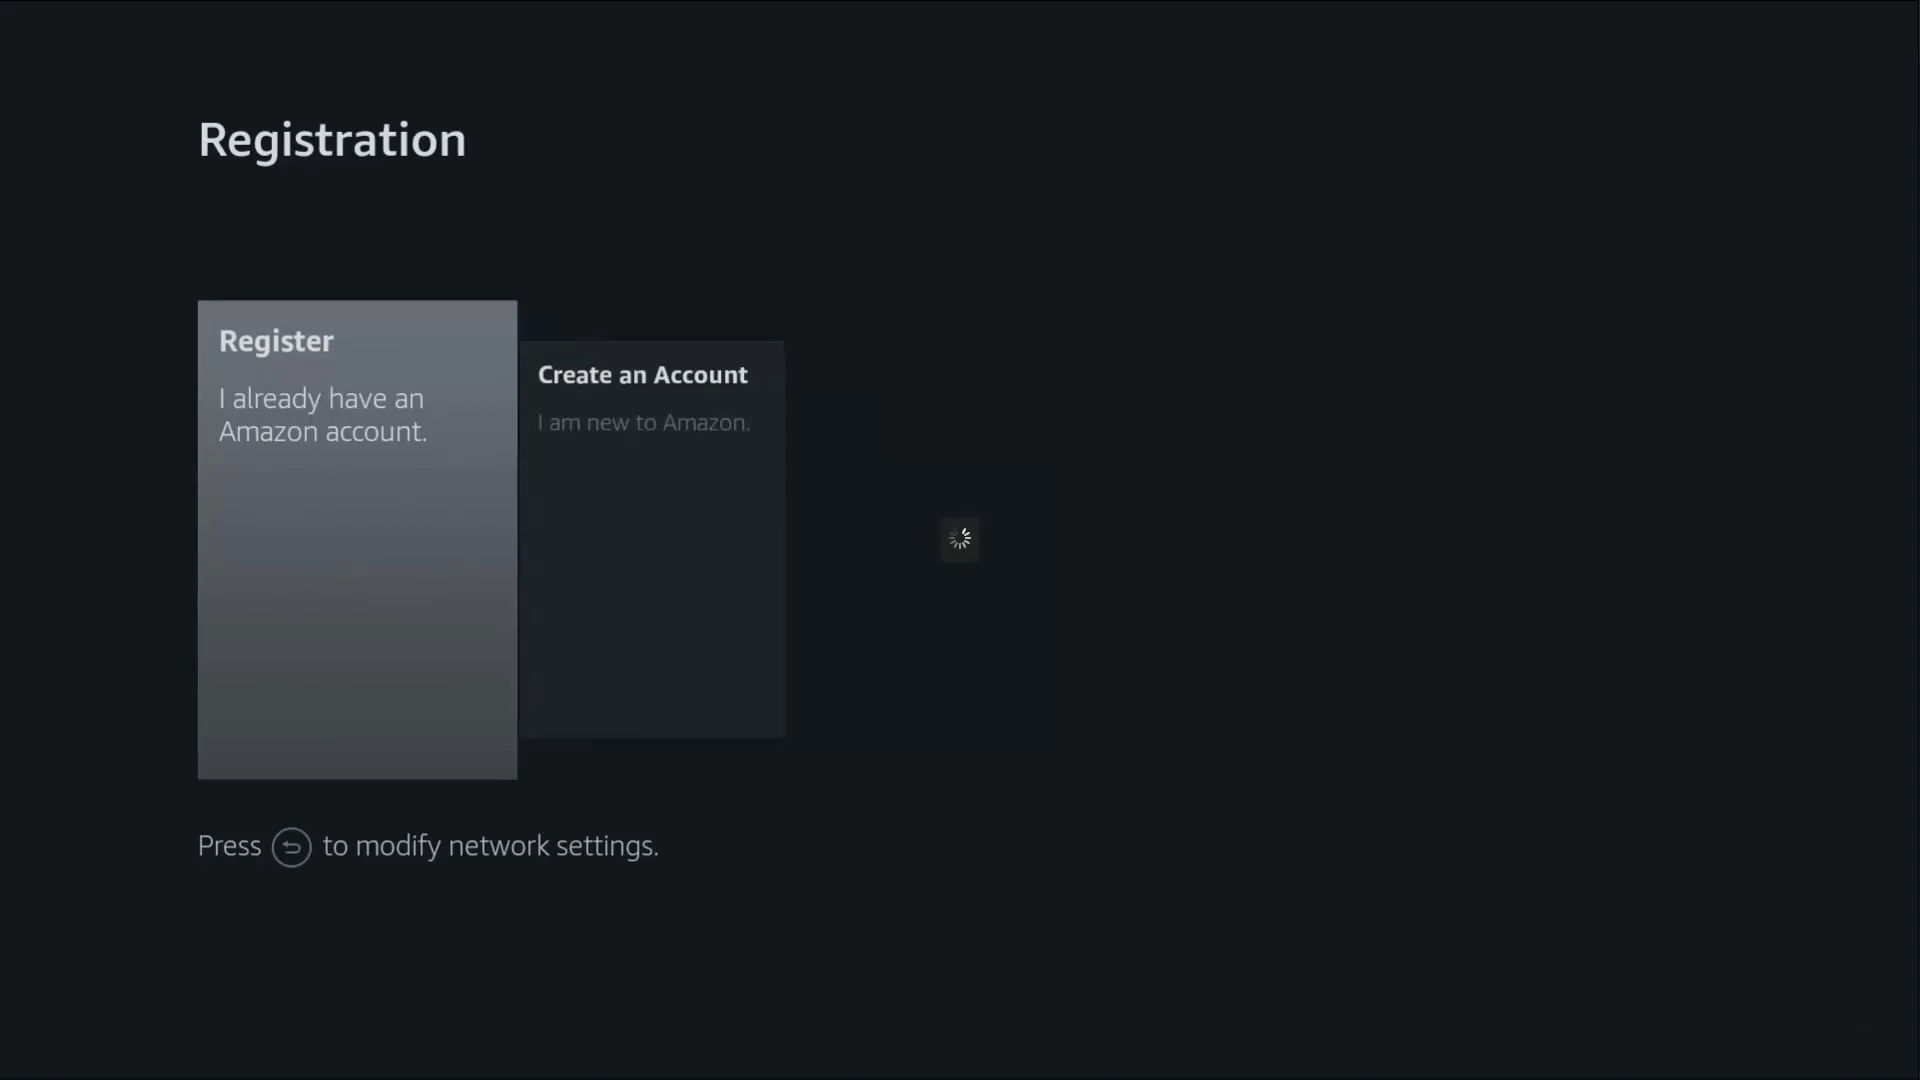 Registration
Register
I already have an
Amazon account.
Create an Account
I am new to Amazon.
Press to modify network settings.